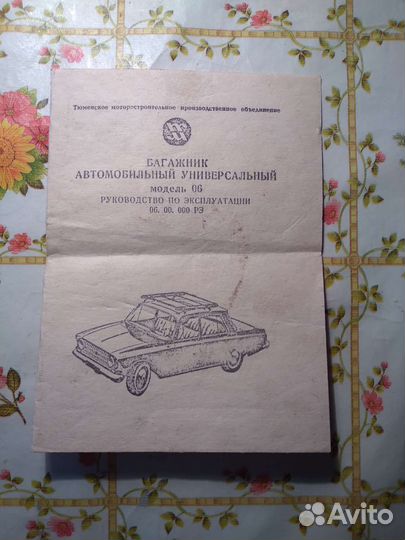 Тюменское моторостроительное производственное объединение
БАГАЖНИК
АВТОМОБИЛЬНЫЙ УНИВЕРСАЛЬНЫЙ
модель 06
РУКОВОДСТВО ПО ЭКСПЛУАТАЦИИ
06. 00. 000 РЭ
Avito